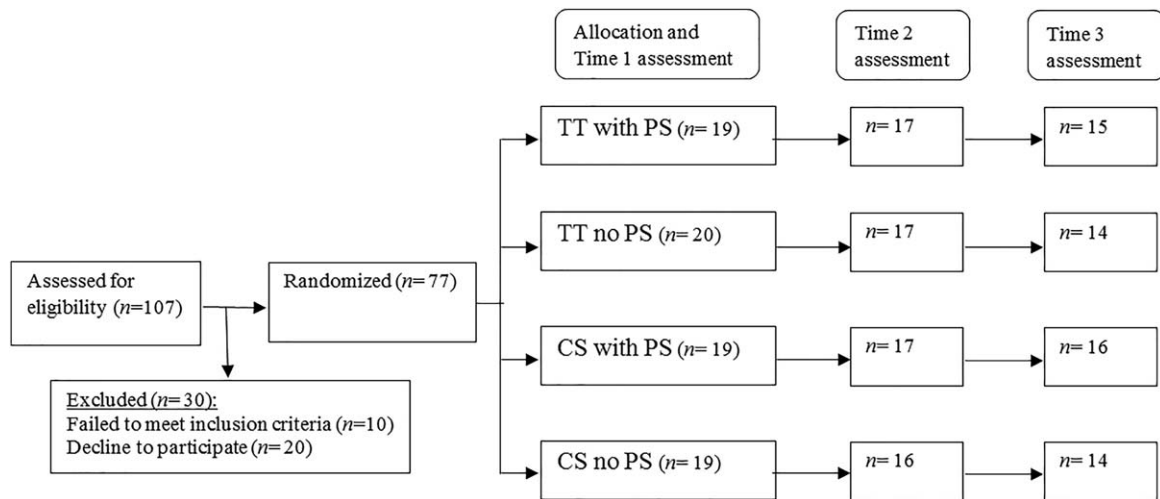 Allocation and
Time 1 assessment
Time 2
assessment
Time 3
assessment
TT with PS (n= 19)
n= 17
n= 15
TT no PS (n= 20)
n= 17
n= 14
Assessed for
eligibility (n=107)
Randomized (n=77)
CS with PS (n= 19)
n= 17
n= 16
Excluded (n=30):
Failed to meet inclusion criteria (n=10)
Decline to participate (n=20)
CS no PS (n= 19)
n= 16
n= 14